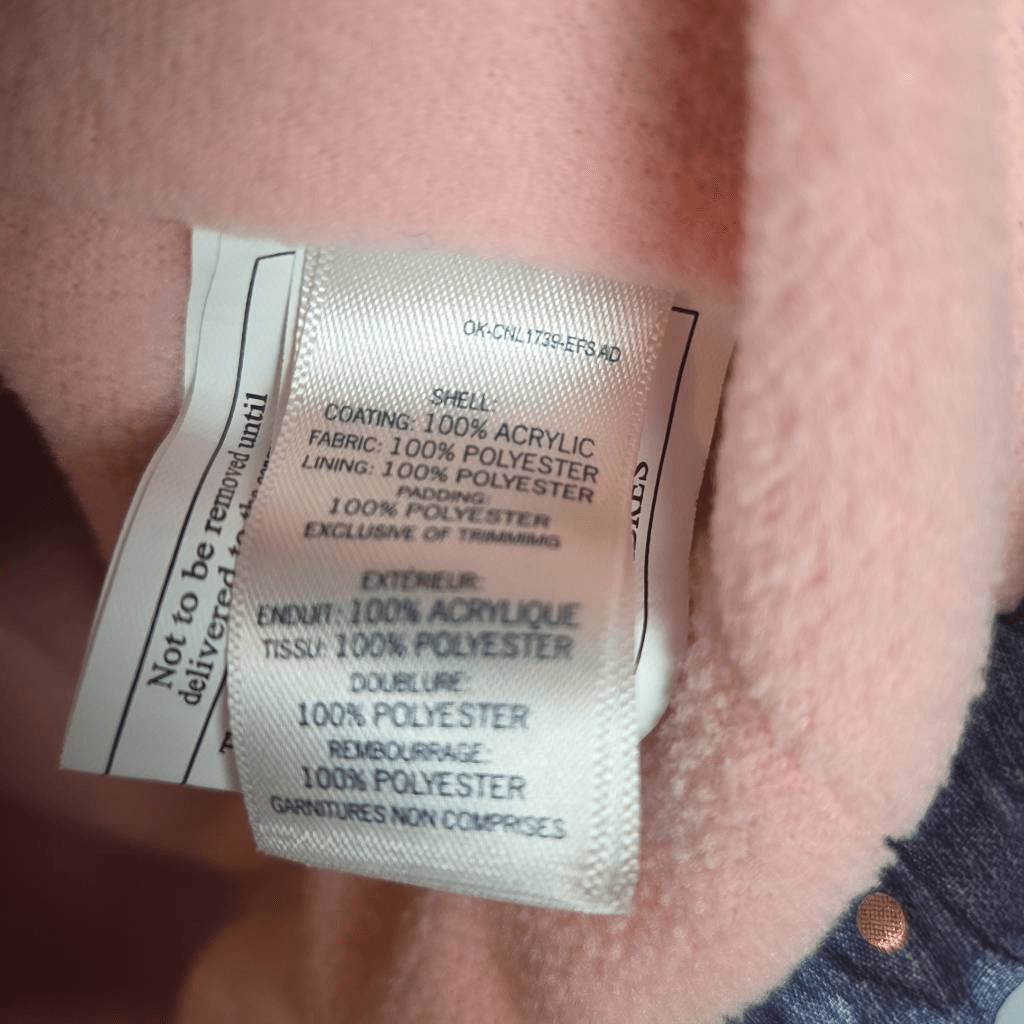 OK-CNL1739-EFS AD
SHELL:
COATING: 100% ACRYLIC
FABRIC: 100% POLYESTER
LINING: 100% POLYESTER
PADDING:
100% POLYESTER
EXCLUSIVE OF TRIMMIMG
EXTÉRIEUR:
ENDUIT: 100% ACRYLIQUE
TISSU: 100% POLYESTER
DOUBLURE:
100% POLYESTER
REMBOURRAGE:
100% POLYESTER
GARNITURES NON COMPRISES
Not to be removed until
delivered to the